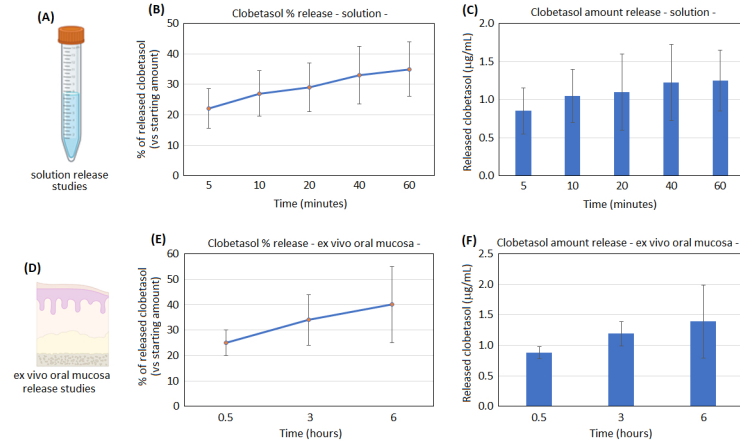 (A)
solution release
studies
(B)
Clobetasol % release - solution -
% of released clobetasol
(vs starting amount)
50
40
30
20
10
0
5 10 20 40 60
Time (minutes)
(C)
Clobetasol amount release - solution -
Released clobetasol (µg/mL)
2.0
1.5
1.0
0.5
0.0
5 10 20 40 60
Time (minutes)
(D)
ex vivo oral mucosa
release studies
(E)
Clobetasol % release - ex vivo oral mucosa -
% of released clobetasol
(vs starting amount)
60
50
40
30
20
10
0
0.5 3 6
Time (hours)
(F)
Clobetasol amount release - ex vivo oral mucosa -
Released clobetasol (µg/mL)
2.5
2.0
1.5
1.0
0.5
0.0
0.5 3 6
Time (hours)